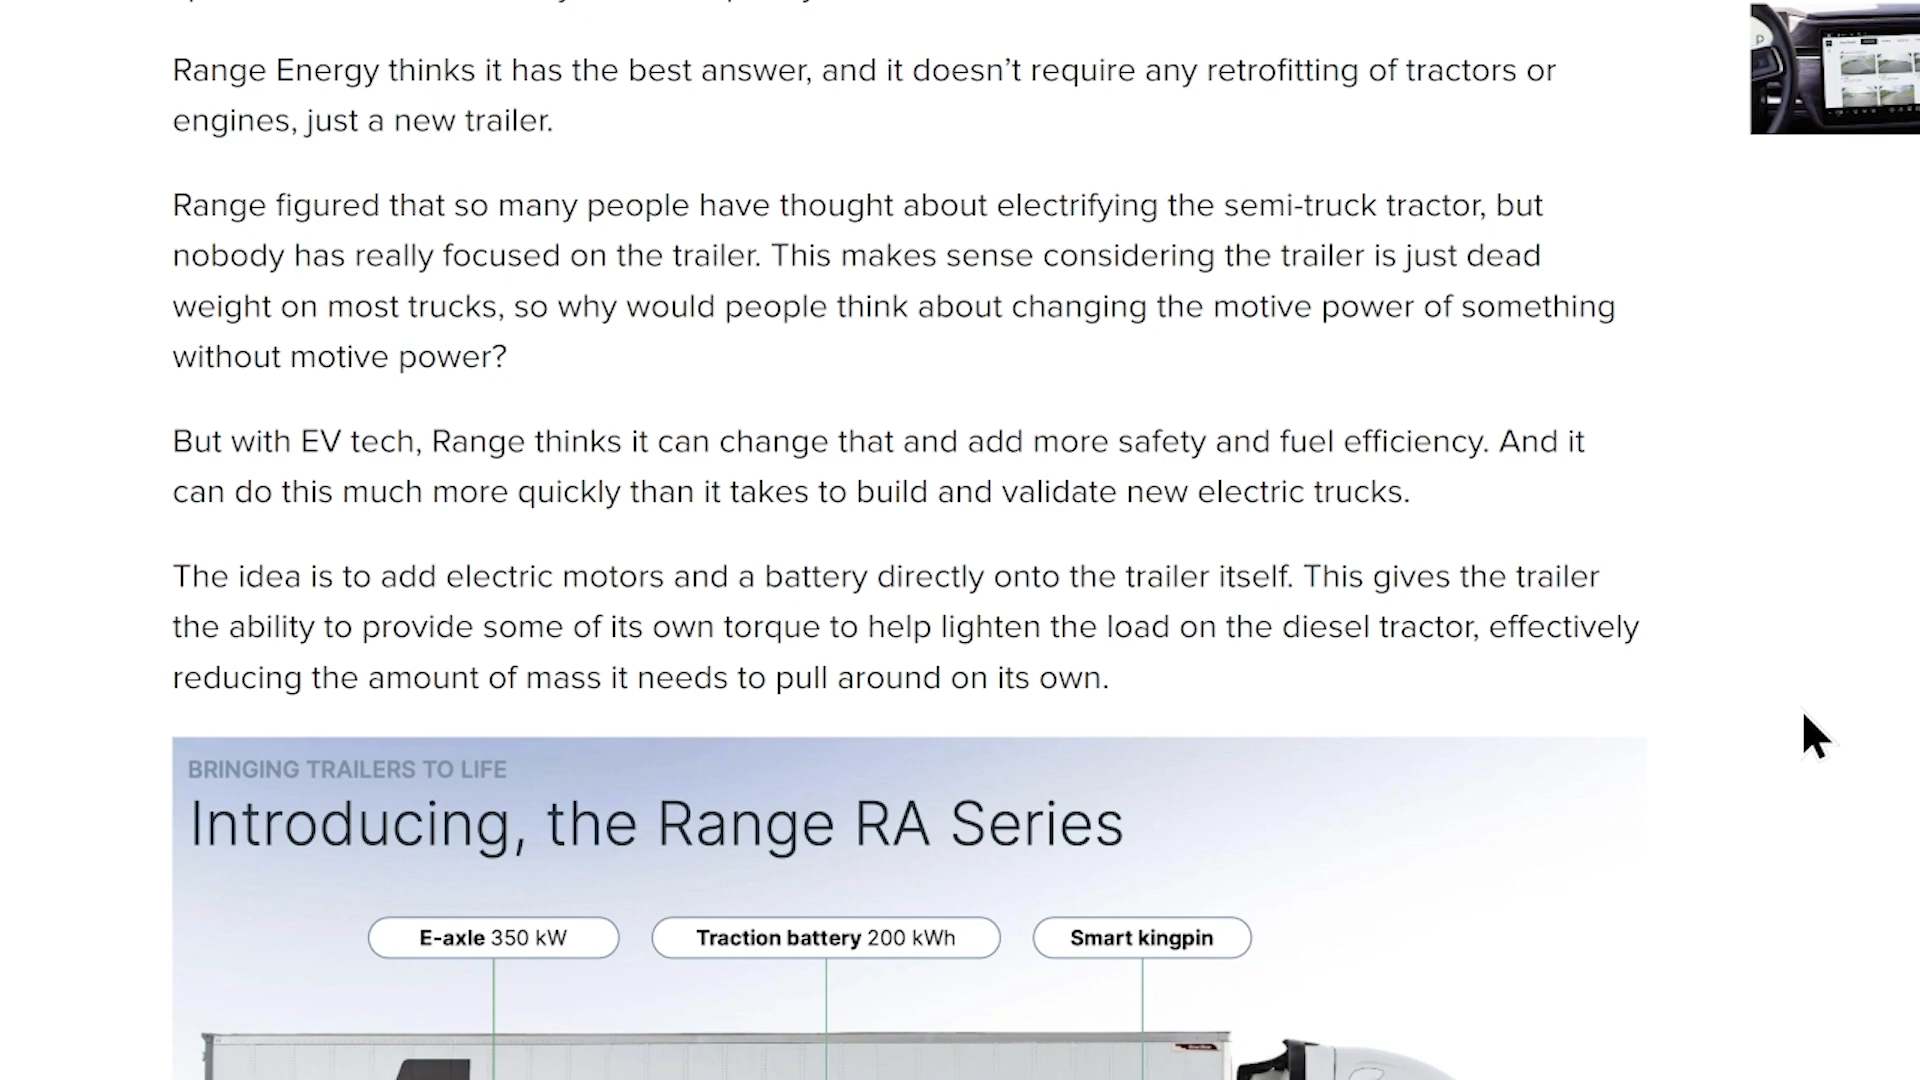 Range Energy thinks it has the best answer, and it doesn’t require any retrofitting of tractors or
engines, just a new trailer.
Range figured that so many people have thought about electrifying the semi-truck tractor, but
nobody has really focused on the trailer. This makes sense considering the trailer is just dead
weight on most trucks, so why would people think about changing the motive power of something
without motive power?
But with EV tech, Range thinks it can change that and add more safety and fuel efficiency. And it
can do this much more quickly than it takes to build and validate new electric trucks.
The idea is to add electric motors and a battery directly onto the trailer itself. This gives the trailer
the ability to provide some of its own torque to help lighten the load on the diesel tractor, effectively
reducing the amount of mass it needs to pull around on its own.
BRINGING TRAILERS TO LIFE
Introducing, the Range RA Series
E-axle 350 kW
Traction battery 200 kWh
Smart kingpin